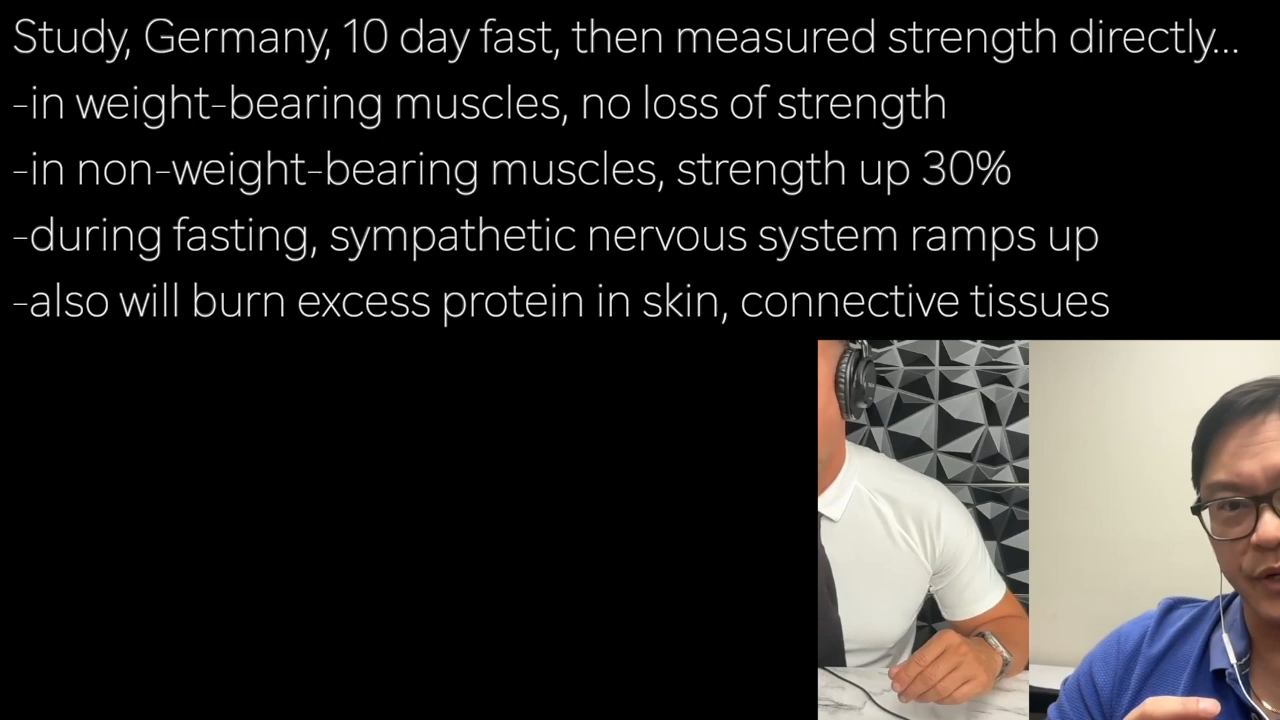 Study, Germany, 10 day fast, then measured strength directly...
-in weight-bearing muscles, no loss of strength
-in non-weight-bearing muscles, strength up 30%
-during fasting, sympathetic nervous system ramps up
-also will burn excess protein in skin, connective tissues